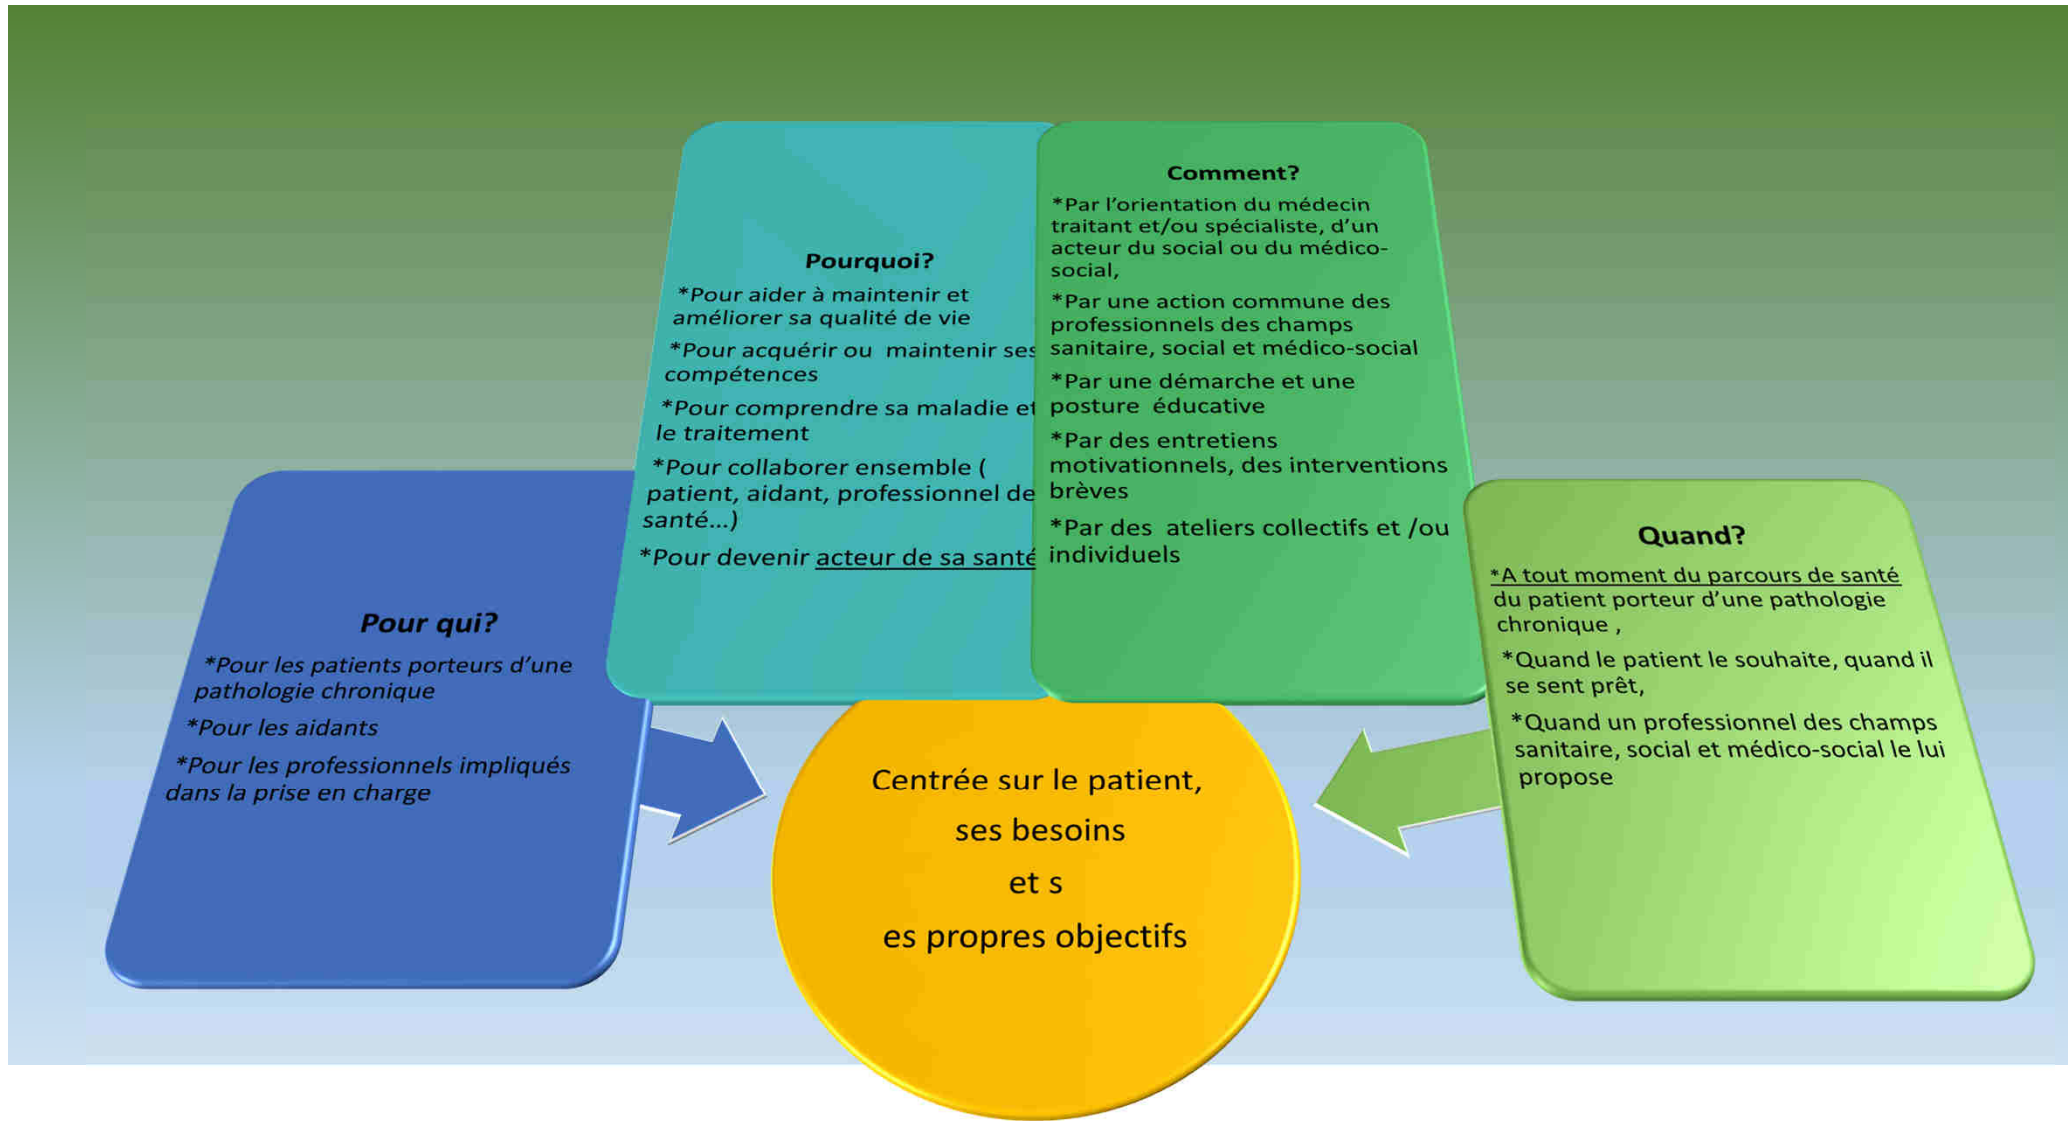 Pour qui?
*Pour les patients porteurs d’une
pathologie chronique
*Pour les aidants
*Pour les professionnels impliqués
dans la prise en charge
Pourquoi?
*Pour aider à maintenir et
améliorer sa qualité de vie
*Pour acquérir ou maintenir ses
compétences
*Pour comprendre sa maladie et
le traitement
*Pour collaborer ensemble (
patient, aidant, professionnel de
santé...)
*Pour devenir acteur de sa santé
Comment?
*Par l’orientation du médecin
traitant et/ou spécialiste, d’un
acteur du social ou du médico-
social,
*Par une action commune des
professionnels des champs
sanitaire, social et médico-social
*Par une démarche et une
posture éducative
*Par des entretiens
motivationnels, des interventions
brèves
*Par des ateliers collectifs et /ou
individuels
Quand?
*A tout moment du parcours de santé
du patient porteur d’une pathologie
chronique ,
*Quand le patient le souhaite, quand il
se sent prêt,
*Quand un professionnel des champs
sanitaire, social et médico-social le lui
propose
Centrée sur le patient,
ses besoins
et s
es propres objectifs